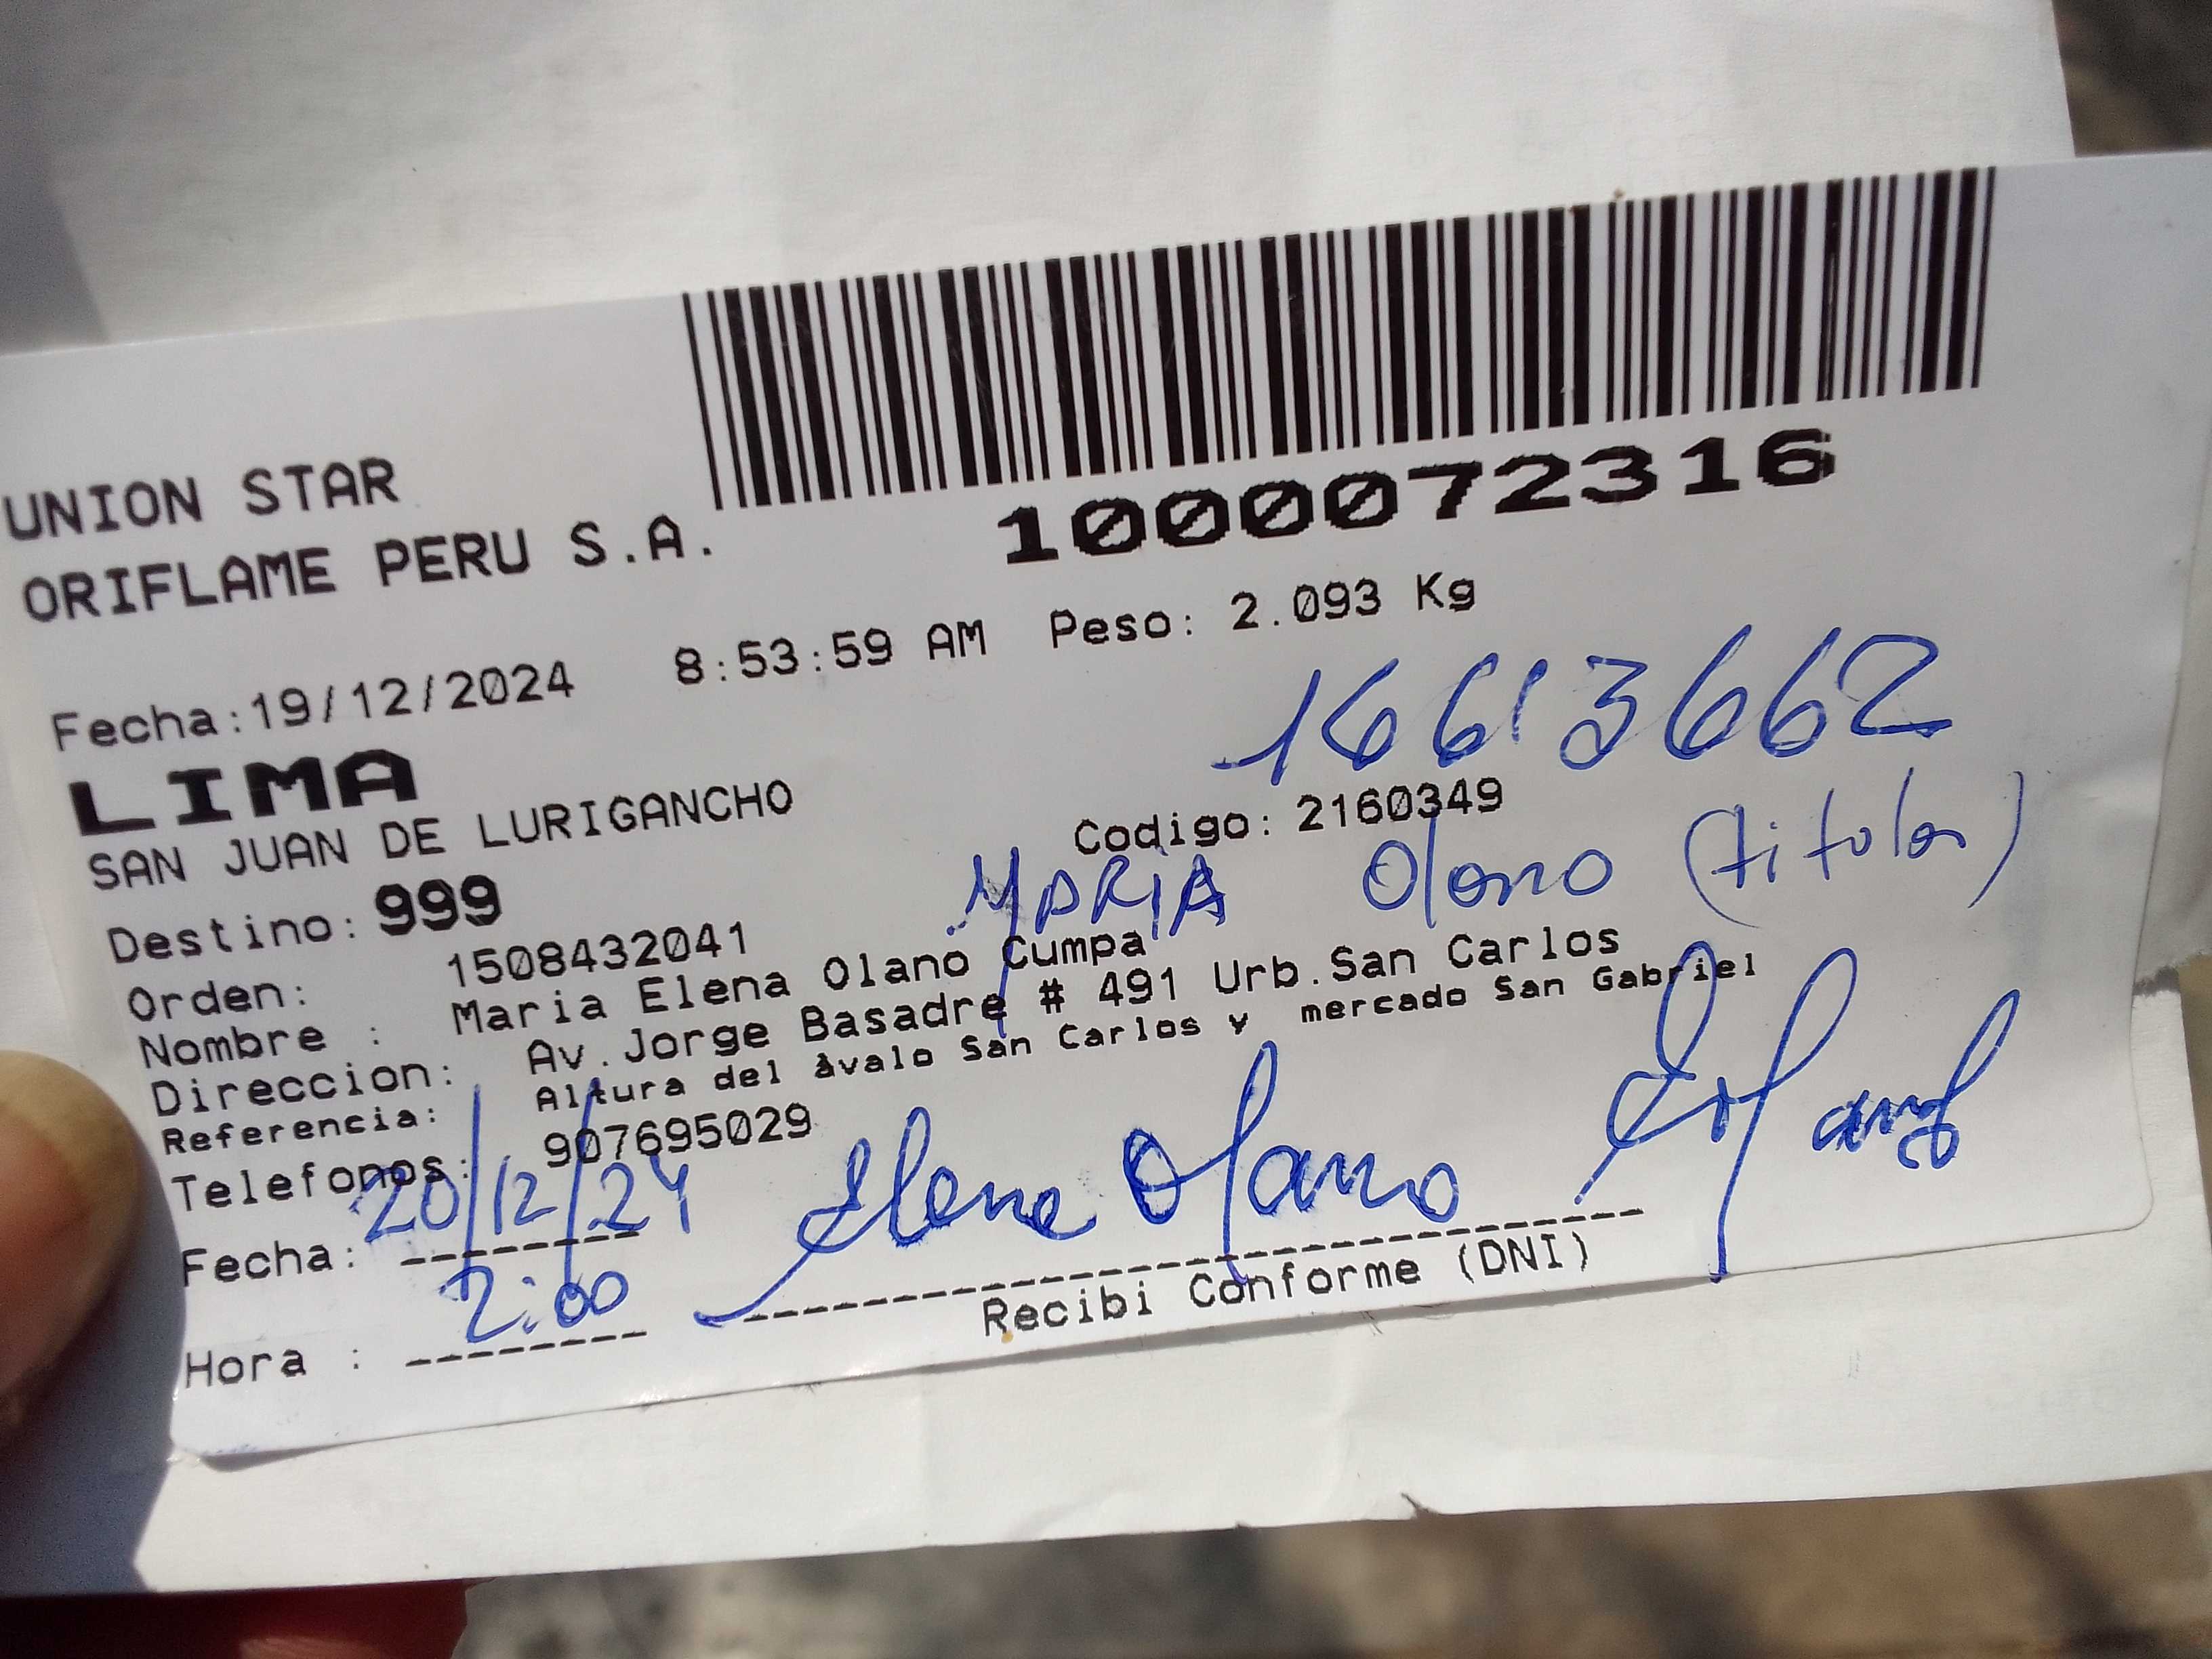 UNION STAR
ORIFLAME PERU S.A.
1000072316
Fecha:19/12/2024 8:53:59 AM Peso: 2.093 Kg
16613662
LIMA
SAN JUAN DE LURIGANCHO
Codigo: 2160349
Destino: 999
MARIA Olano (titular)
Orden: 1508432041
Nombre : Maria Elena Olano Cumpa
Direccion: Av.Jorge Basadre # 491 Urb.San Carlos
Referencia: Altura del àvalo San Carlos y mercado San Gabriel
Telefonos: 907695029
Fecha: 20/12/24
Elena Olano
Hora : 2:00
Recibi Conforme (DNI)